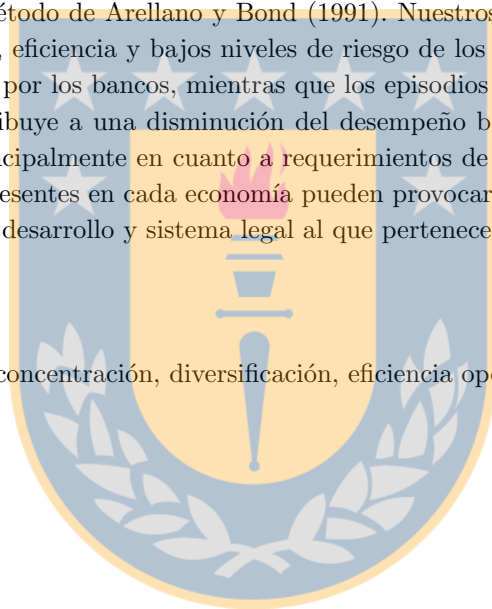 étodo de Arellano y Bond (1991). Nuestros
, eficiencia y bajos niveles de riesgo de los
por los bancos, mientras que los episodios
ibuye a una disminución del desempeño b
ncipalmente en cuanto a requerimientos de
esentes en cada economía pueden provocar
desarrollo y sistema legal al que pertenece
concentración, diversificación, eficiencia ope